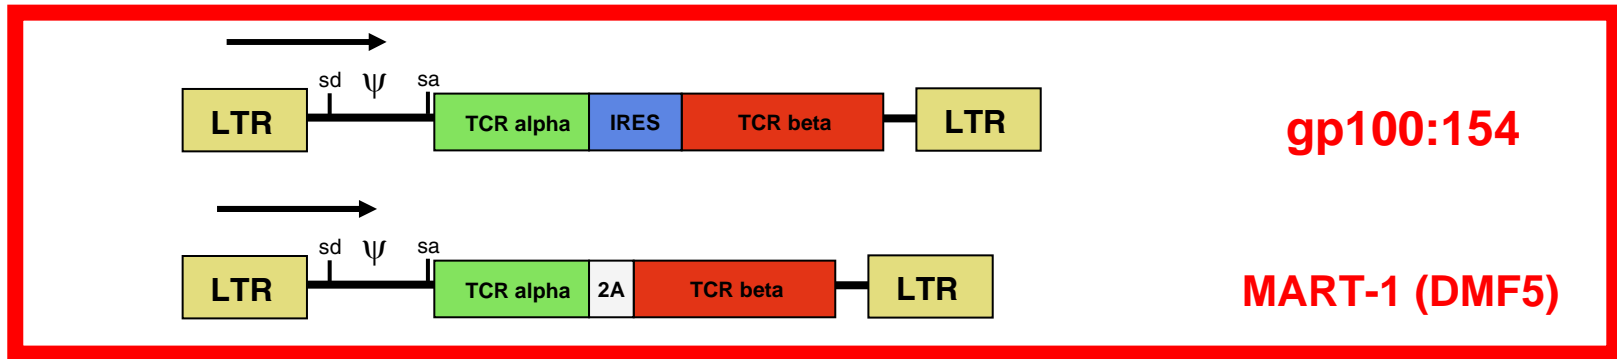 sd ψ sa
LTR TCR alpha IRES TCR beta LTR gp100:154
sd ψ sa
LTR TCR alpha 2A TCR beta LTR MART-1 (DMF5)